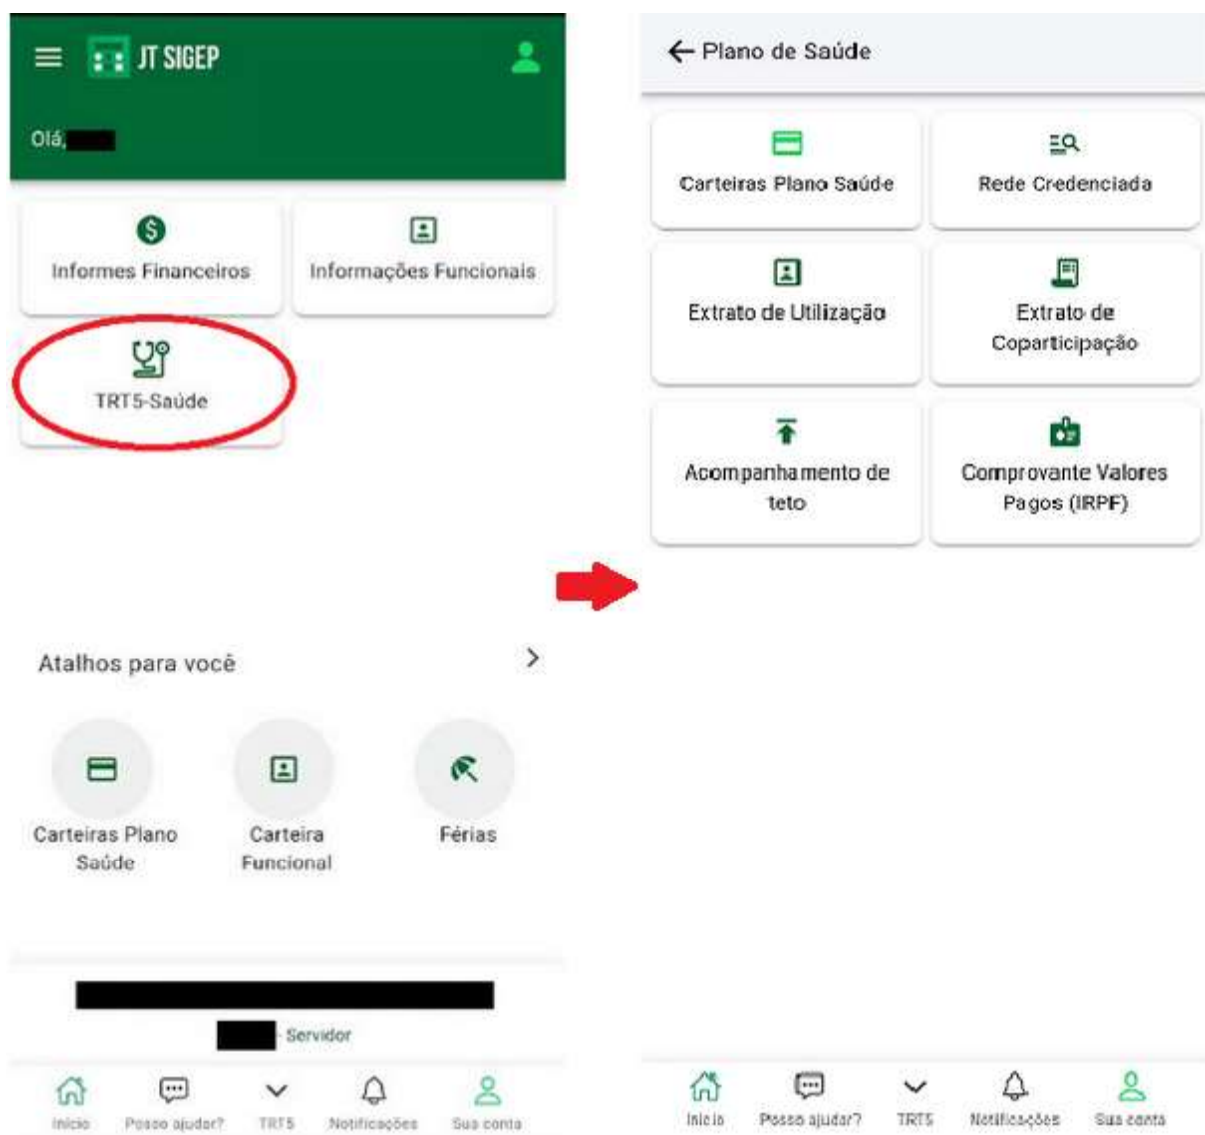 JT SIGEP
Olá,
Informes Financeiros
Informações Funcionais
TRT5-Saúde
Atalhos para você
Carteiras Plano
Saúde
Carteira
Funcional
Férias
- Servidor
Início
Posso ajudar?
TRT5
Notificações
Sua conta
Plano de Saúde
Carteiras Plano Saúde
Rede Credenciada
Extrato de Utilização
Extrato de
Coparticipação
Acompanhamento de
teto
Comprovante Valores
Pagos (IRPF)
Início
Posso ajudar?
TRT5
Notificações
Sua conta